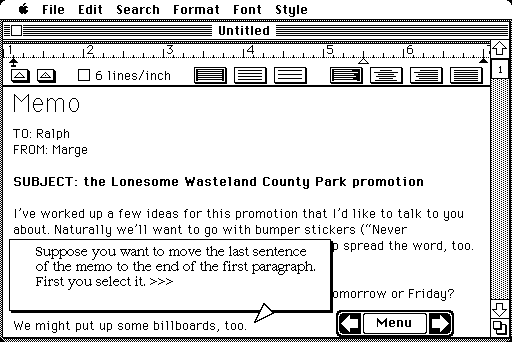 File Edit Search Format Font Style
Untitled
1 2 3 4 5 6 7
6 lines/inch
1
Memo
TO: Ralph
FROM: Marge
SUBJECT: the Lonesome Wasteland County Park promotion
I've worked up a few ideas for this promotion that I'd like to talk to you
about. Naturally we'll want to go with bumper stickers (“Never
p spread the word, too.
Suppose you want to move the last sentence
of the memo to the end of the first paragraph.
First you select it. >>>
omorrow or Friday?
We might put up some billboards, too.
Menu